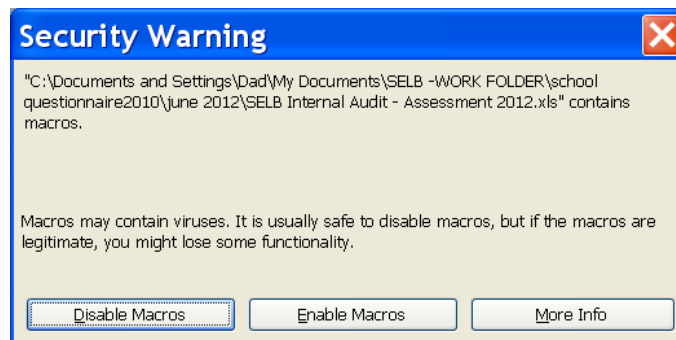 Security Warning
"C:\Documents and Settings\Dad\My Documents\SELB -WORK FOLDER\school
questionnaire2010\june 2012\SELB Internal Audit - Assessment 2012.xls" contains
macros.
Macros may contain viruses. It is usually safe to disable macros, but if the macros are
legitimate, you might lose some functionality.
Disable Macros Enable Macros More Info